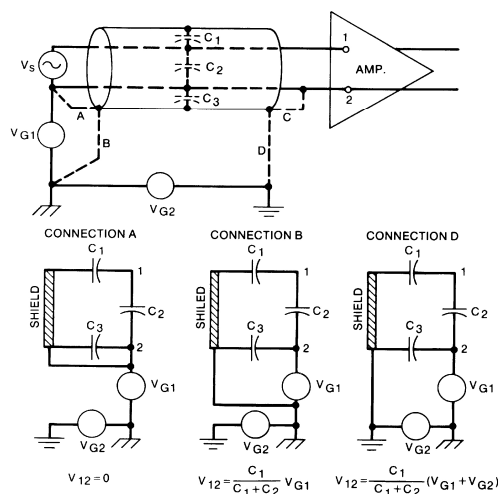 C1
1
VS
C2
AMP.
C3
2
A
C
VG1
B
D
VG2
CONNECTION A
CONNECTION B
CONNECTION D
C1
1
SHIELD
C2
C3
2
VG1
VG2
C1
1
SHILED
C2
C3
2
VG1
VG2
C1
1
SHIELD
C2
C3
2
VG1
VG2
V12=0
V12= C1/C1+C2 VG1
V12= C1/C1+C2 (VG1+VG2)